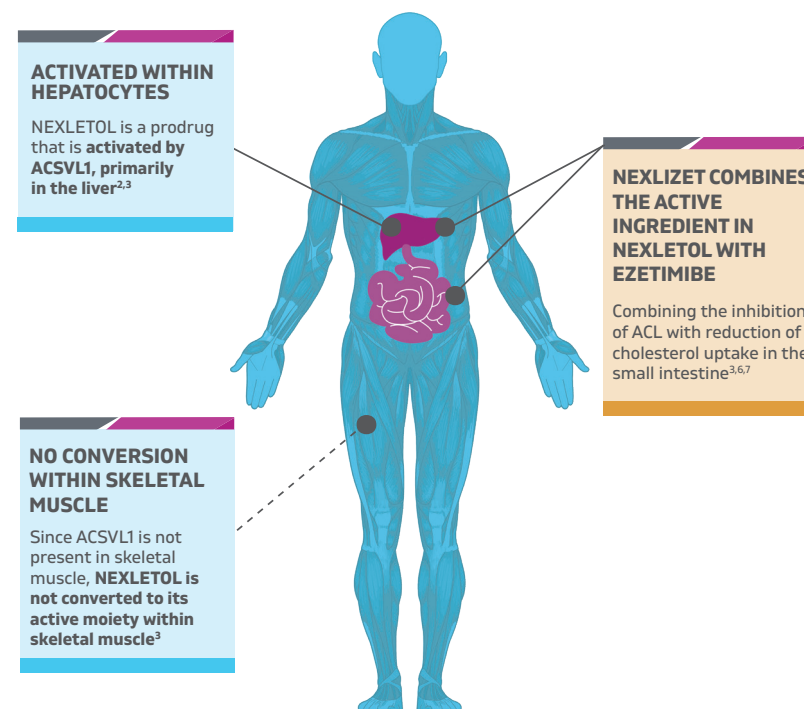 ACTIVATED WITHIN
HEPATOCYTES
NEXLETOL is a prodrug
that is activated by
ACSVL1, primarily
in the liver2,3
NEXLIZET COMBINES
THE ACTIVE
INGREDIENT IN
NEXLETOL WITH
EZETIMIBE
Combining the inhibition
of ACL with reduction of
cholesterol uptake in the
small intestine3,6,7
NO CONVERSION
WITHIN SKELETAL
MUSCLE
Since ACSVL1 is not
present in skeletal
muscle, NEXLETOL is
not converted to its
active moiety within
skeletal muscle3